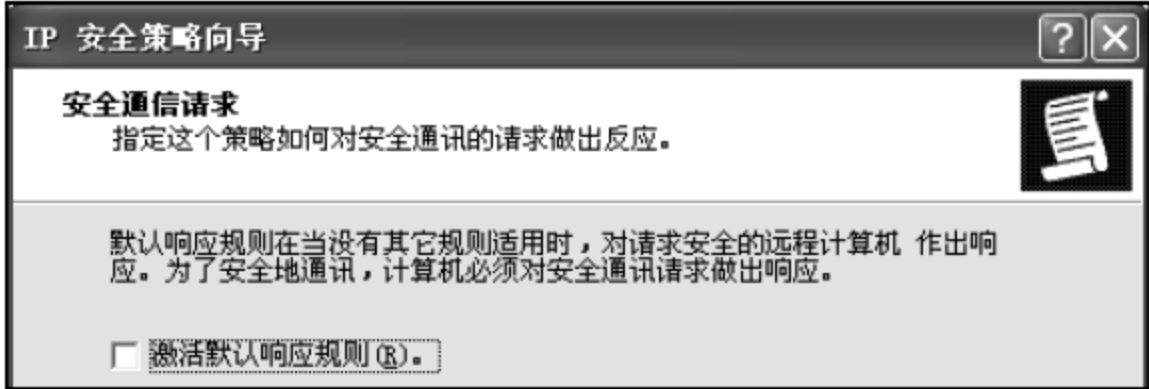 IP 安全策略向导
安全通信请求
指定这个策略如何对安全通讯的请求做出反应。
默认响应规则在当没有其它规则适用时，对请求安全的远程计算机 作出响
应。为了安全地通讯，计算机必须对安全通讯请求做出响应。
激活默认响应规则(R)。